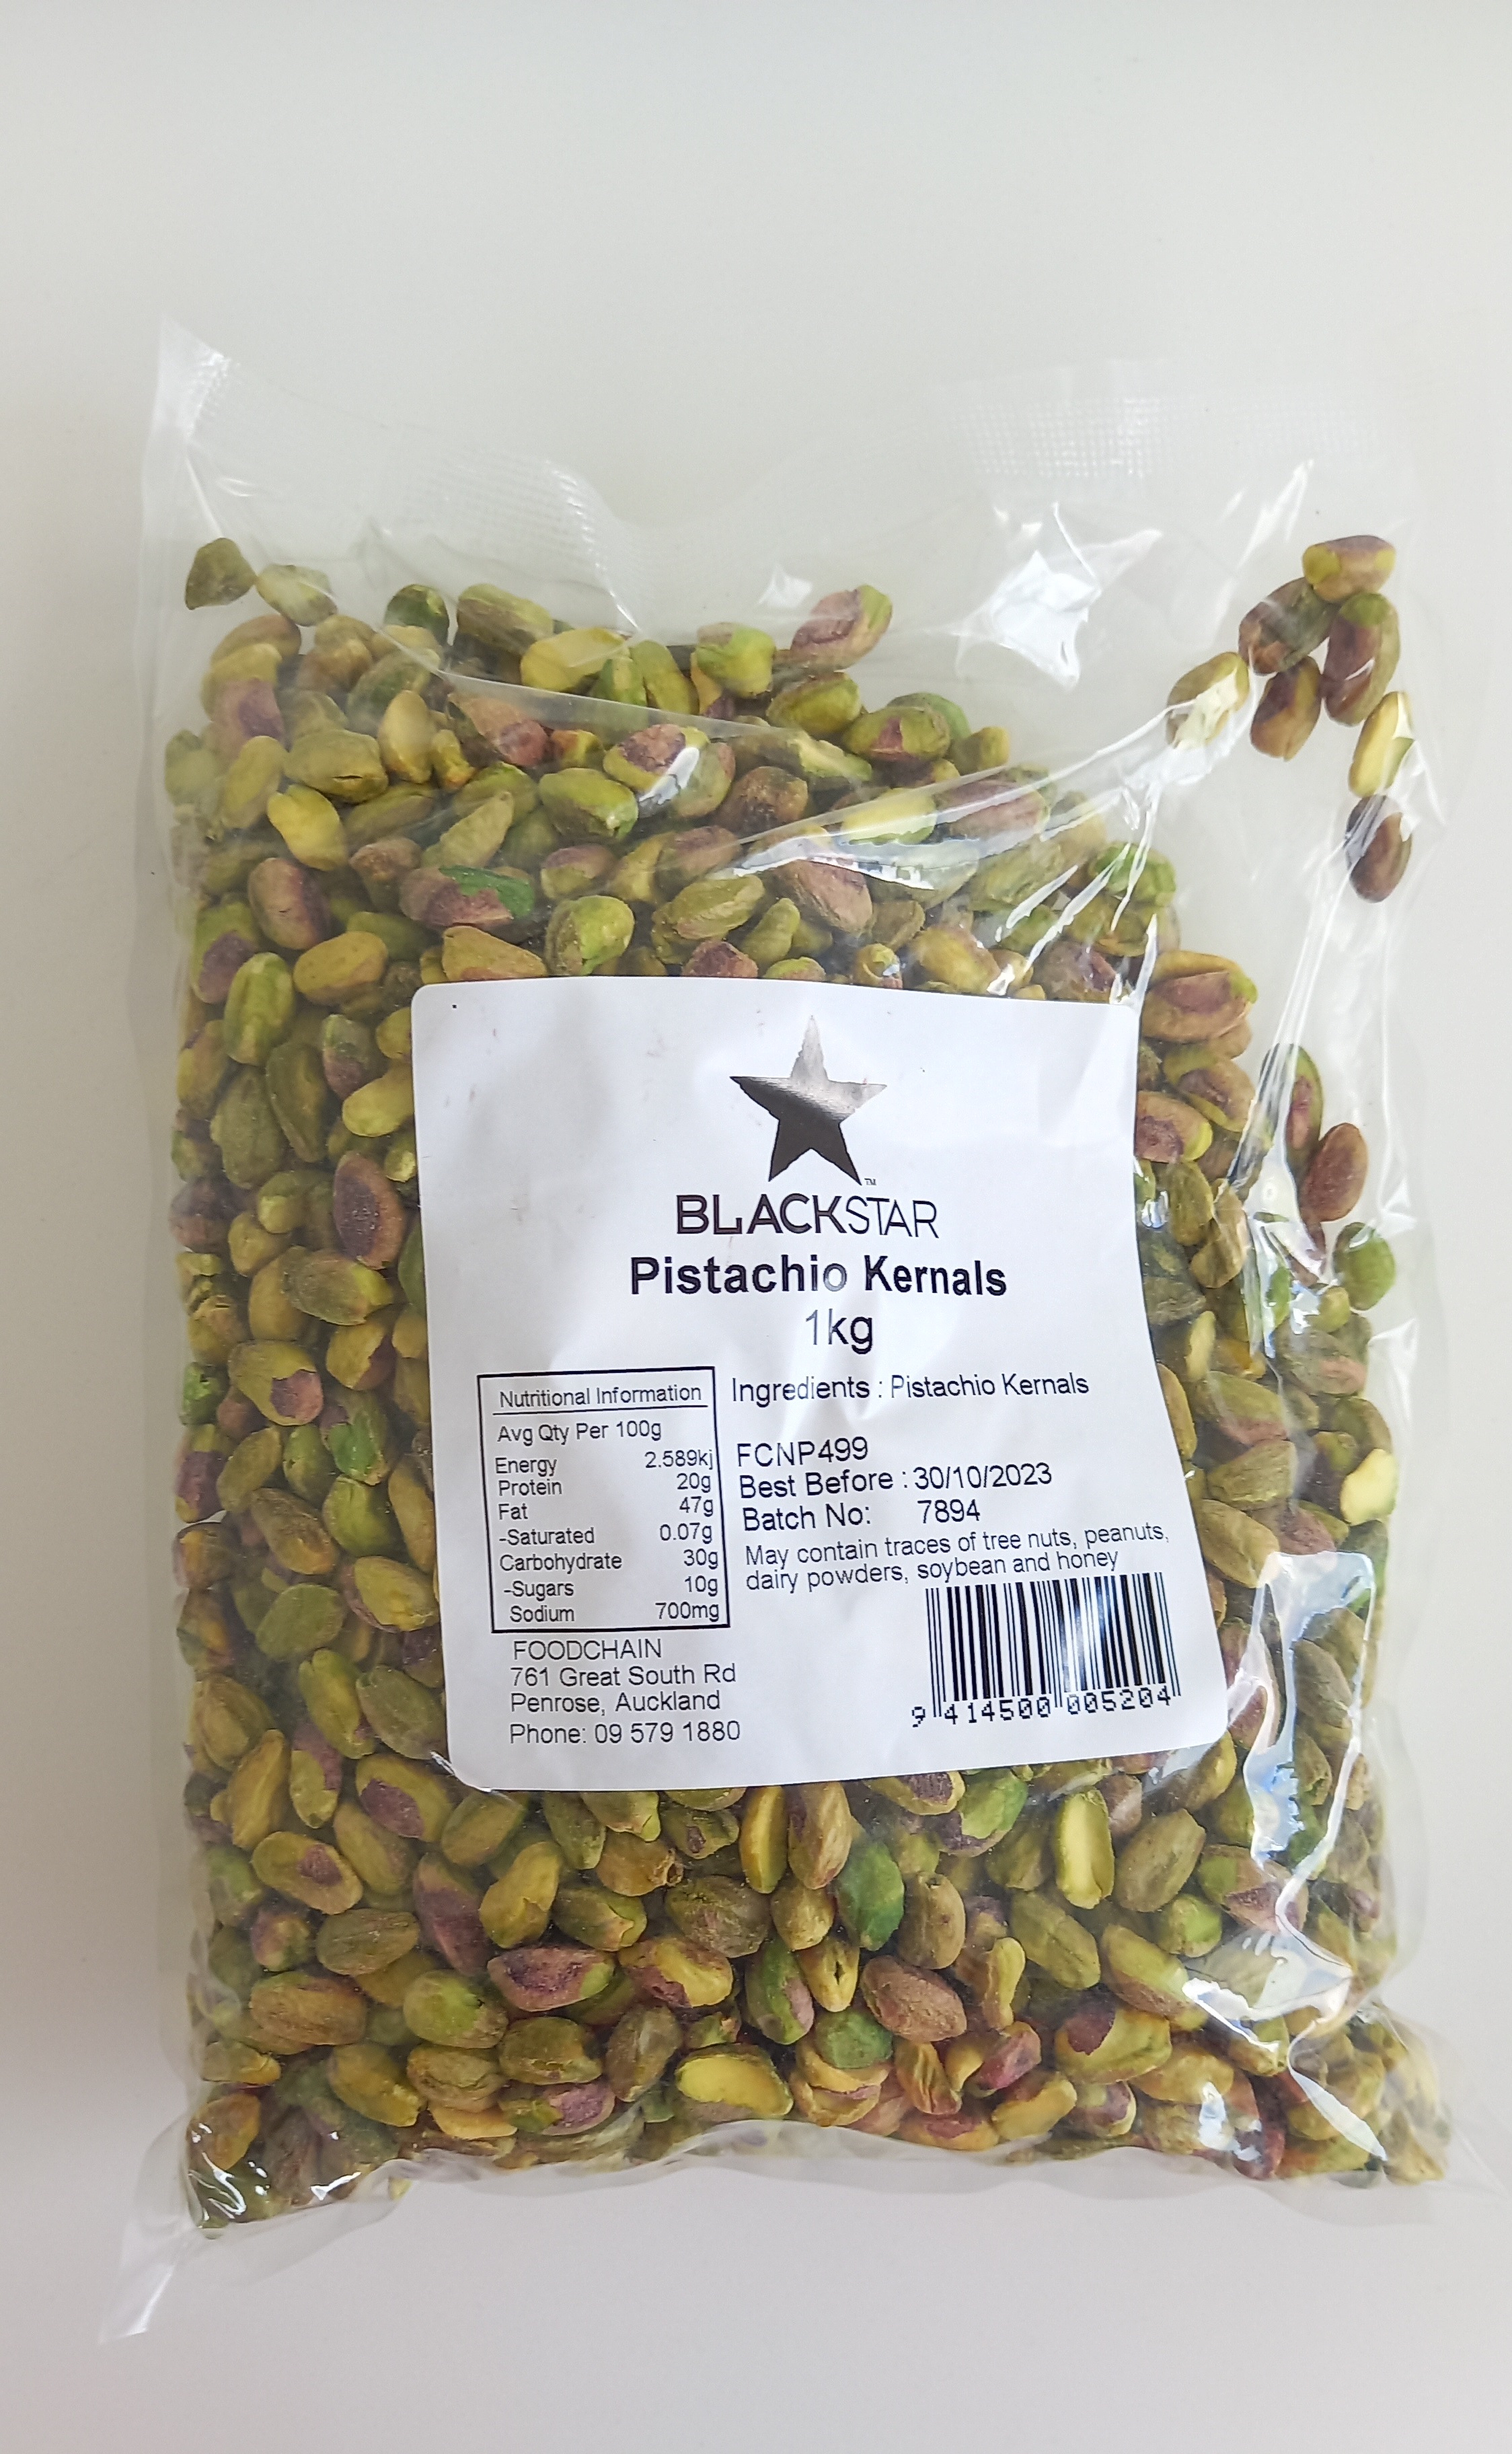 TM
BLACKSTAR
Pistachio Kernals
1kg
Nutritional Information
Avg Qty Per 100g
Energy 2.589kj
Protein 20g
Fat 47g
-Saturated 0.07g
Carbohydrate 30g
-Sugars 10g
Sodium 700mg
Ingredients : Pistachio Kernals
FCNP499
Best Before : 30/10/2023
Batch No: 7894
May contain traces of tree nuts, peanuts,
dairy powders, soybean and honey
FOODCHAIN
761 Great South Rd
Penrose, Auckland
Phone: 09 579 1880
9 414500 005204